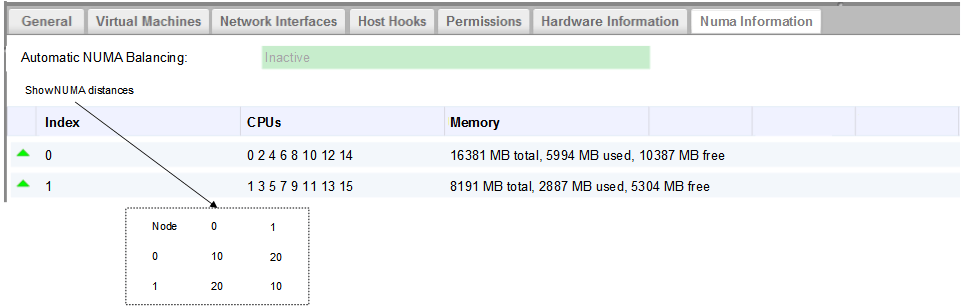 General Virtual Machines Network Interfaces Host Hooks Permissions Hardware Information Numa Information
Automatic NUMA Balancing: Inactive
ShowNUMA distances
Index CPUs Memory
0 0 2 4 6 8 10 12 14 16381 MB total, 5994 MB used, 10387 MB free
1 1 3 5 7 9 11 13 15 8191 MB total, 2887 MB used, 5304 MB free
Node 0 1
0 10 20
1 20 10